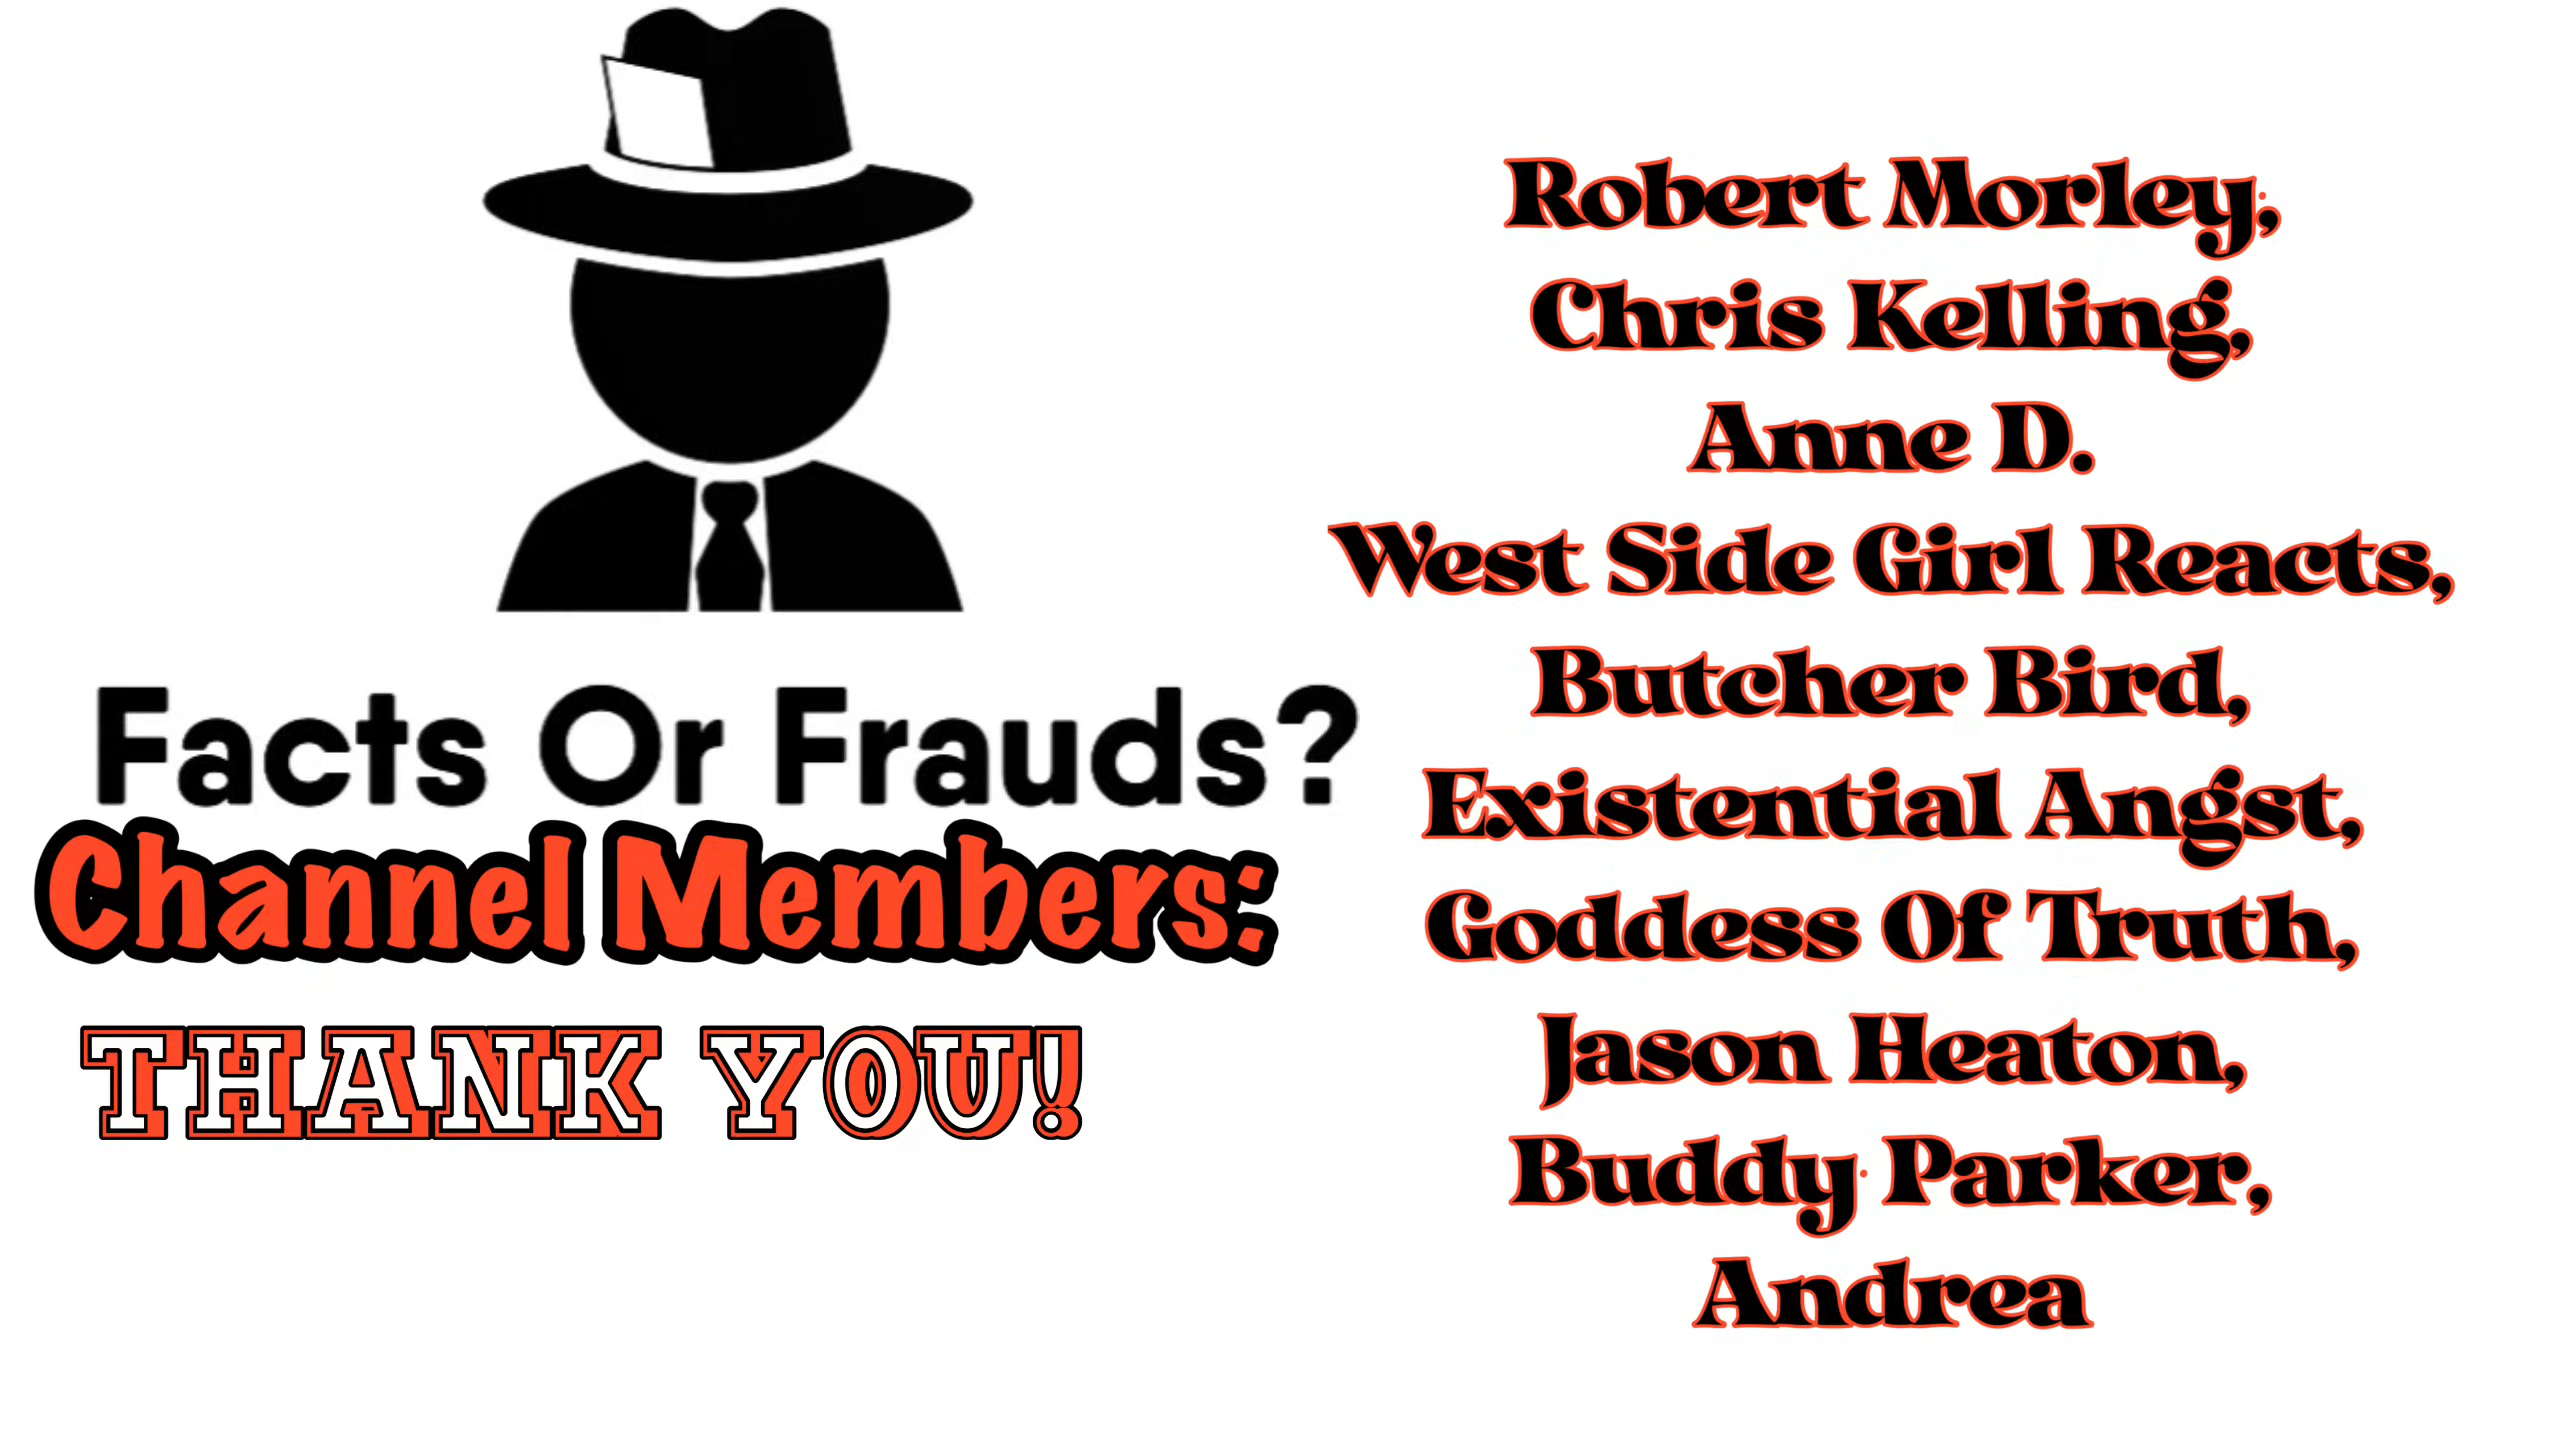 Facts Or Frauds?
Channel Members:
THANK YOU!
Robert Morley,
Chris Kelling,
Anne D.
West Side Girl Reacts,
Butcher Bird,
Existential Angst,
Goddess Of Truth,
Jason Heaton,
Buddy Parker,
Andrea